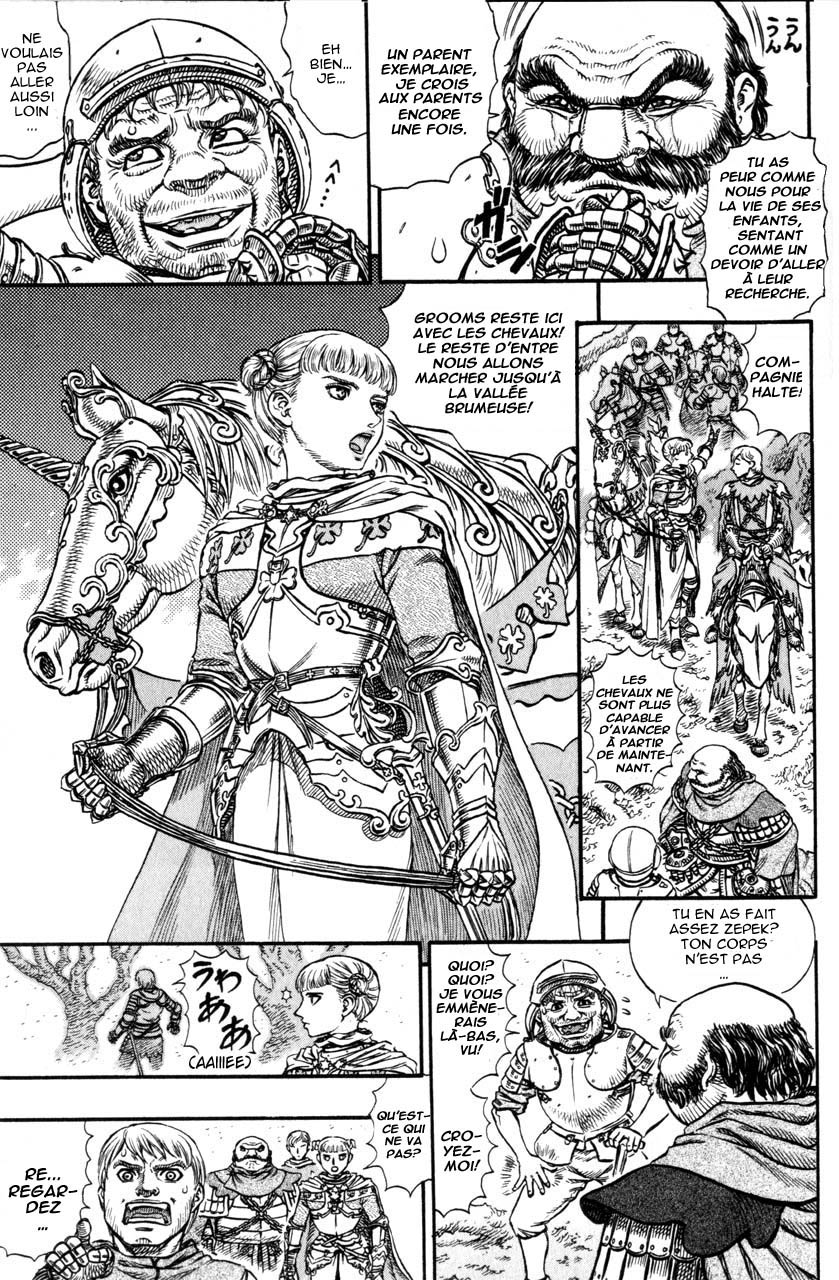 うん
うん
UN PARENT
EXEMPLAIRE,
JE CROIS
AUX PARENTS
ENCORE
UNE FOIS.
TU AS
PEUR COMME
NOUS POUR
LA VIE DE SES
ENFANTS,
SENTANT
COMME UN
DEVOIR D'ALLER
À LEUR
RECHERCHE.
ガッ
EH
BIEN...
JE...
NE
VOULAIS
PAS
ALLER
AUSSI
LOIN
...
COM-
PAGNIE
HALTE!
LES
CHEVAUX NE
SONT PLUS
CAPABLE
D'AVANCER
À PARTIR
DE MAINTE-
NANT.
GROOMS RESTE ICI
AVEC LES CHEVAUX!
LE RESTE D'ENTRE
NOUS ALLONS
MARCHER JUSQU'À
LA VALLÉE
BRUMEUSE!
TU EN AS FAIT
ASSEZ ZEPEK?
TON CORPS
N'EST PAS
...
QUOI?
QUOI?
JE VOUS
EMMÈNE-
RAIS
LÀ-BAS,
VU!
CRO-
YEZ-
MOI!
うわ
ああ
(AAIIIEE)
QU'EST-
CE QUI
NE VA
PAS?
RE...
REGAR-
DEZ
...